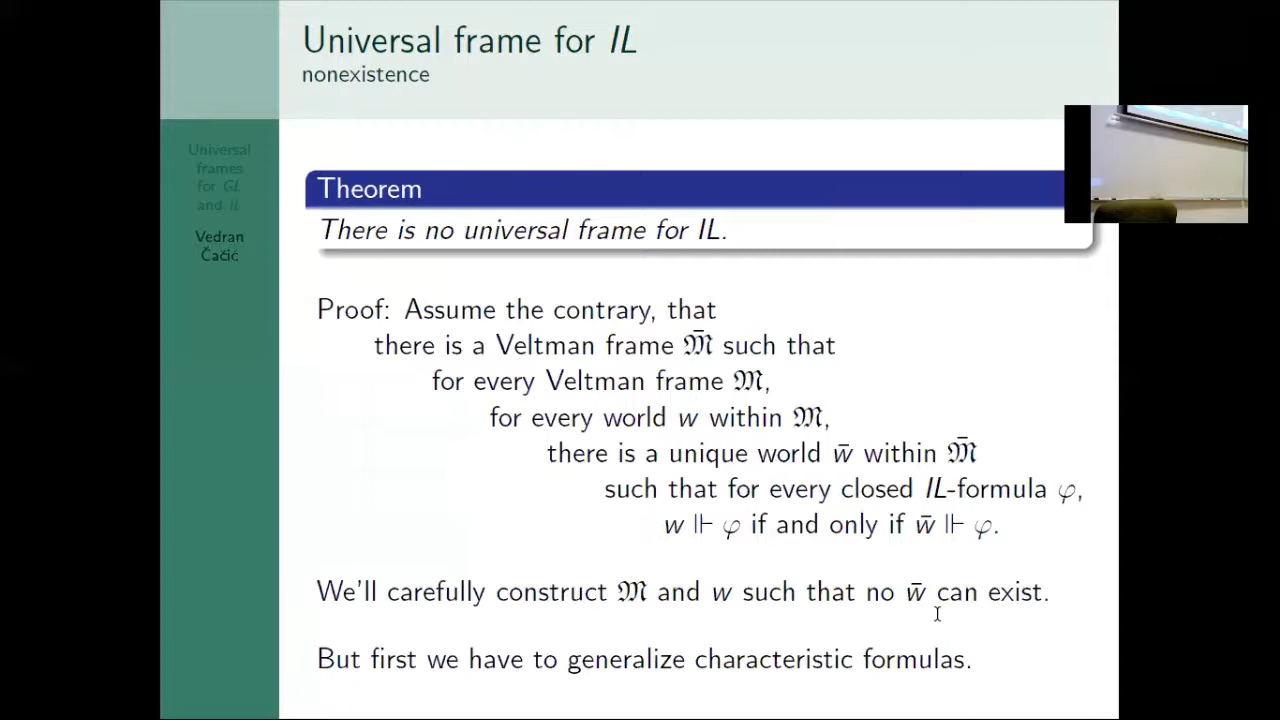 Universal frame for IL
nonexistence
Universal
frames
for GL
and IL
Vedran
Čačić
Theorem
There is no universal frame for IL.
Proof: Assume the contrary, that
there is a Veltman frame 𝔐̄ such that
for every Veltman frame 𝔐,
for every world w within 𝔐,
there is a unique world w̄ within 𝔐̄
such that for every closed IL-formula φ,
w ⊩ φ if and only if w̄ ⊩ φ.
We'll carefully construct 𝔐 and w such that no w̄ can exist.
But first we have to generalize characteristic formulas.